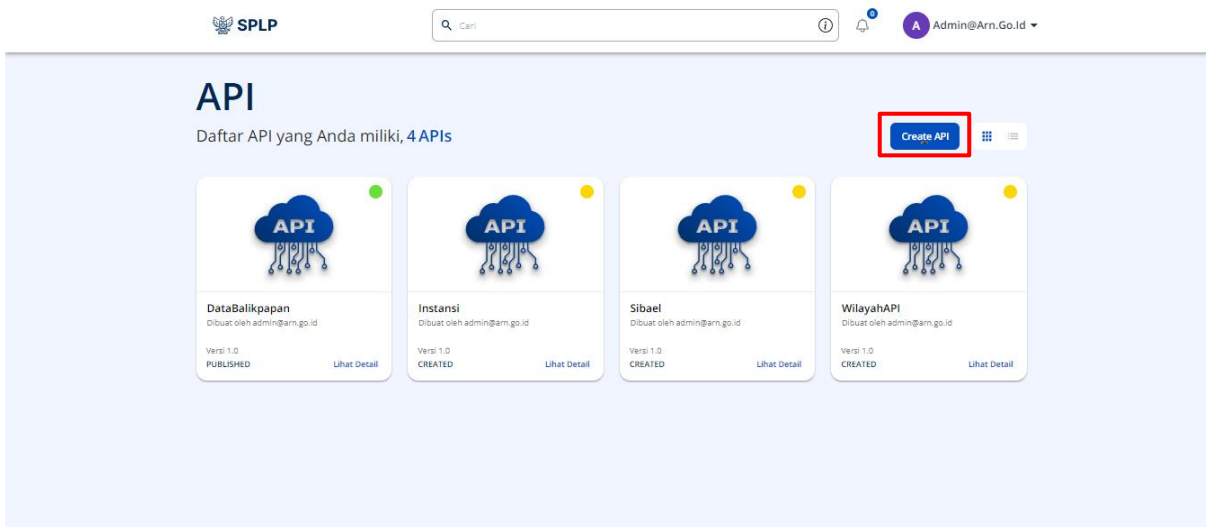 SPLP
Cari
0
A
Admin@Arn.Go.Id
API
Daftar API yang Anda miliki, 4 APIs
Create API
API
API
API
API
DataBalikpapan
Dibuat oleh admin@arn.go.id
Versi 1.0
PUBLISHED
Lihat Detail
Instansi
Dibuat oleh admin@arn.go.id
Versi 1.0
CREATED
Lihat Detail
Sibael
Dibuat oleh admin@arn.go.id
Versi 1.0
CREATED
Lihat Detail
WilayahAPI
Dibuat oleh admin@arn.go.id
Versi 1.0
CREATED
Lihat Detail